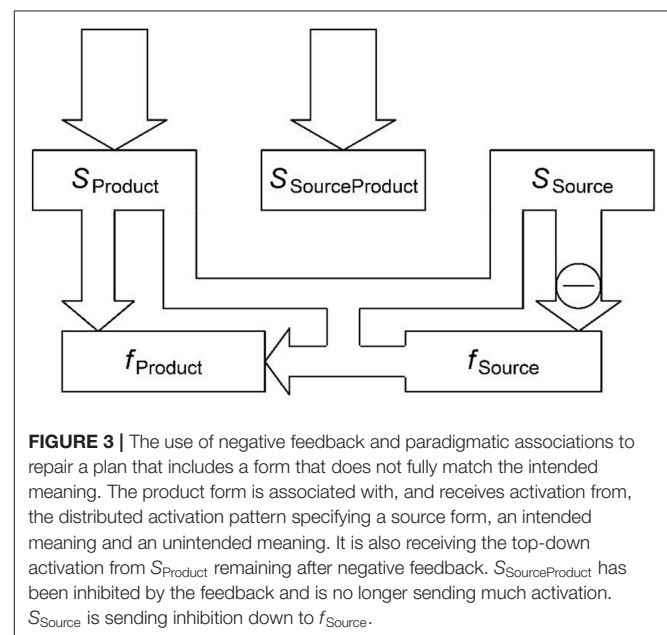 S_Product S_SourceProduct S_Source
−
f_Product f_Source
FIGURE 3 | The use of negative feedback and paradigmatic associations to
repair a plan that includes a form that does not fully match the intended
meaning. The product form is associated with, and receives activation from,
the distributed activation pattern specifying a source form, an intended
meaning and an unintended meaning. It is also receiving the top-down
activation from S_Product remaining after negative feedback. S_SourceProduct has
been inhibited by the feedback and is no longer sending much activation.
S_Source is sending inhibition down to f_Source.